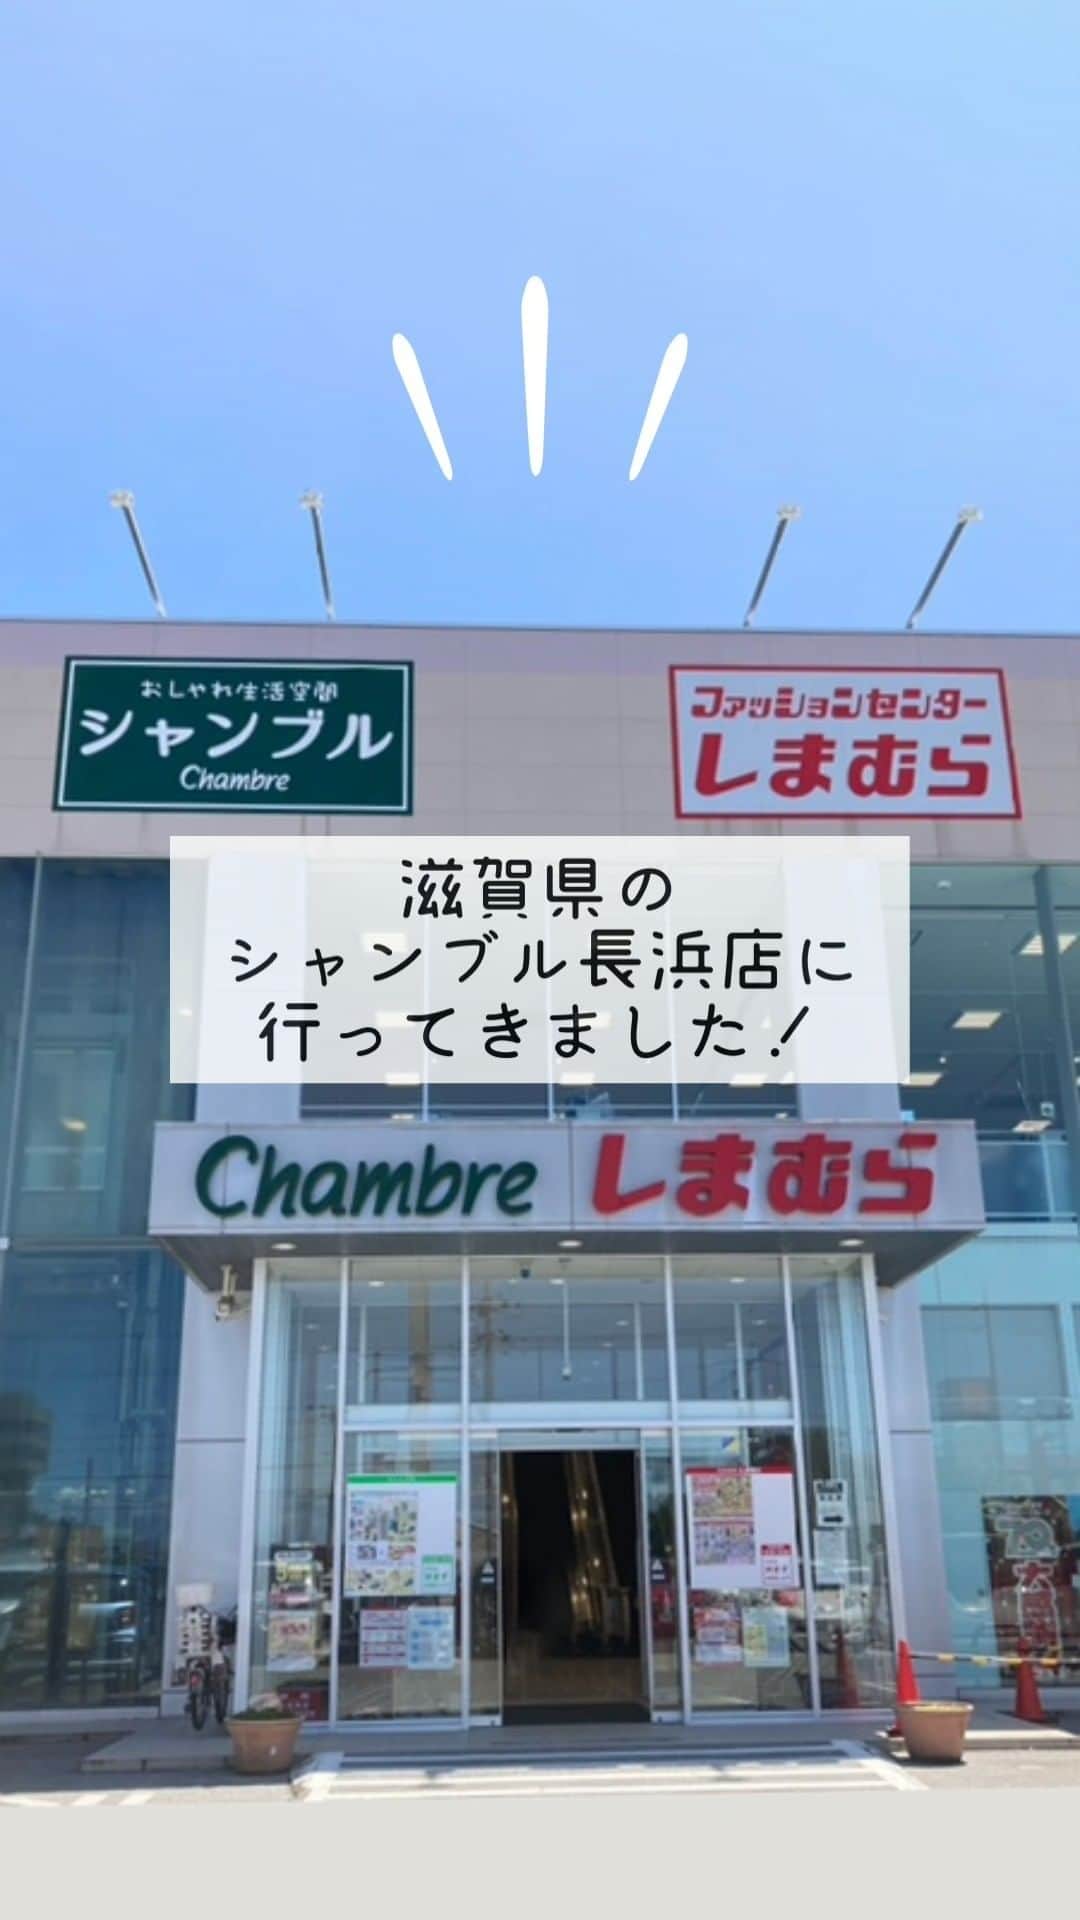 おしゃれ生活空間
シャンブル
Chambre
ファッションセンター
しまむら
滋賀県の
シャンブル長浜店に
行ってきました！
Chambre しまむら